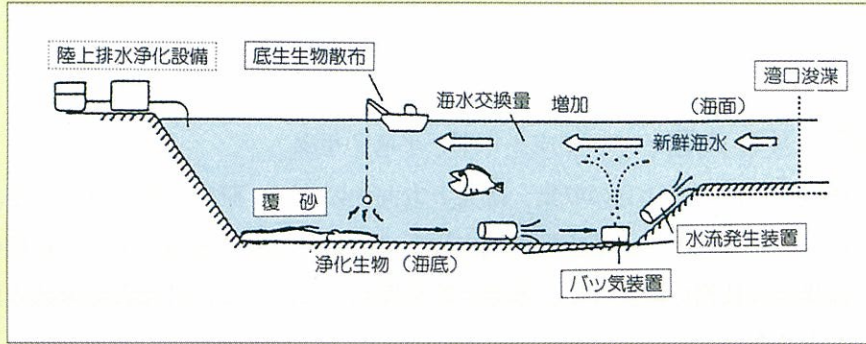 陸上排水浄化設備
底生生物散布
湾口浚渫
海水交換量 増加
(海面)
新鮮海水
覆砂
水流発生装置
浄化生物(海底)
バッ気装置